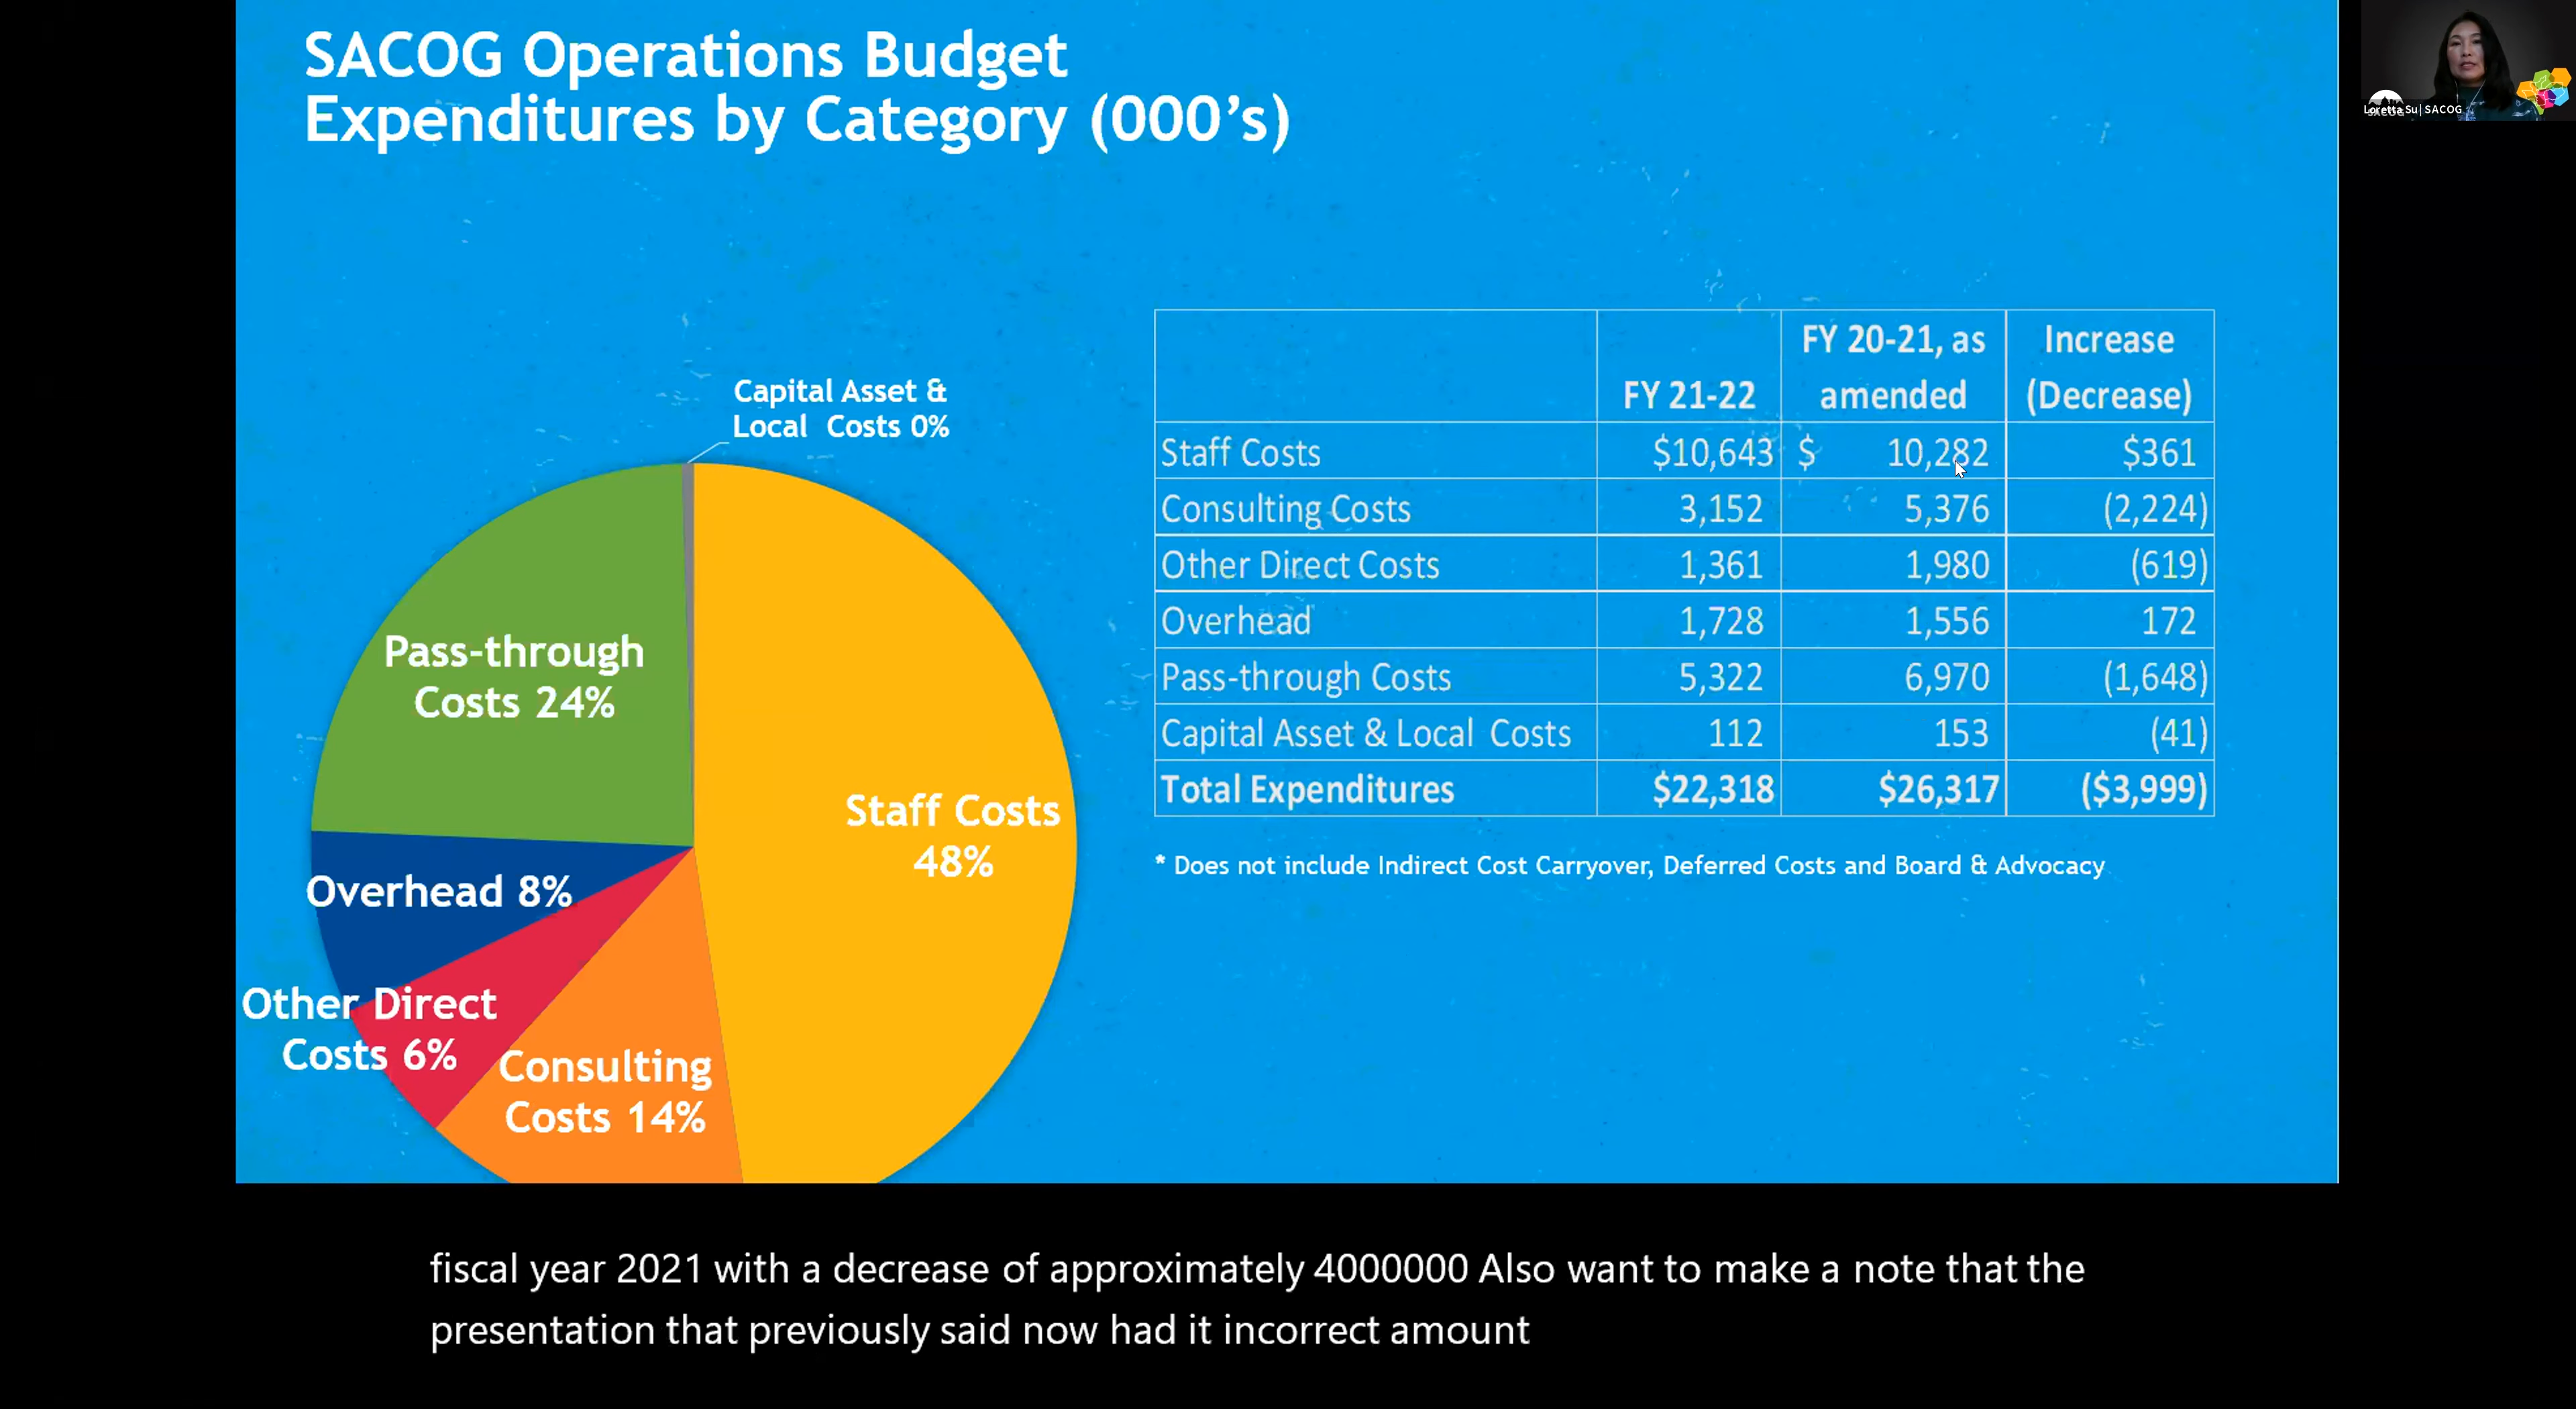 SACOG Operations Budget
Expenditures by Category (000's)
Capital Asset &
Local Costs 0%
Pass-through
Costs 24%
Staff Costs
48%
Overhead 8%
Other Direct
Costs 6%
Consulting
Costs 14%
FY 21-22 FY 20-21, as amended Increase (Decrease)
Staff Costs $10,643 $ 10,282 $361
Consulting Costs 3,152 5,376 (2,224)
Other Direct Costs 1,361 1,980 (619)
Overhead 1,728 1,556 172
Pass-through Costs 5,322 6,970 (1,648)
Capital Asset & Local Costs 112 153 (41)
Total Expenditures $22,318 $26,317 ($3,999)
* Does not include Indirect Cost Carryover, Deferred Costs and Board & Advocacy
Loretta Su | SACOG
SACOG
fiscal year 2021 with a decrease of approximately 4000000 Also want to make a note that the
presentation that previously said now had it incorrect amount